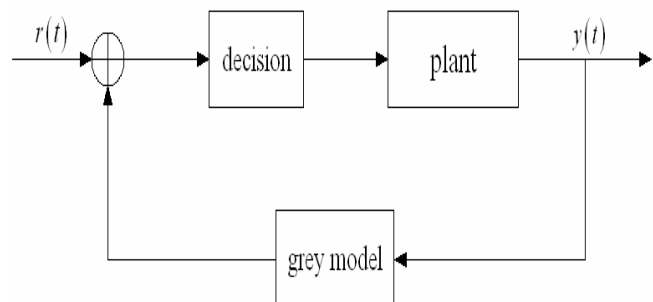 r(t)
decision
plant
y(t)
grey model